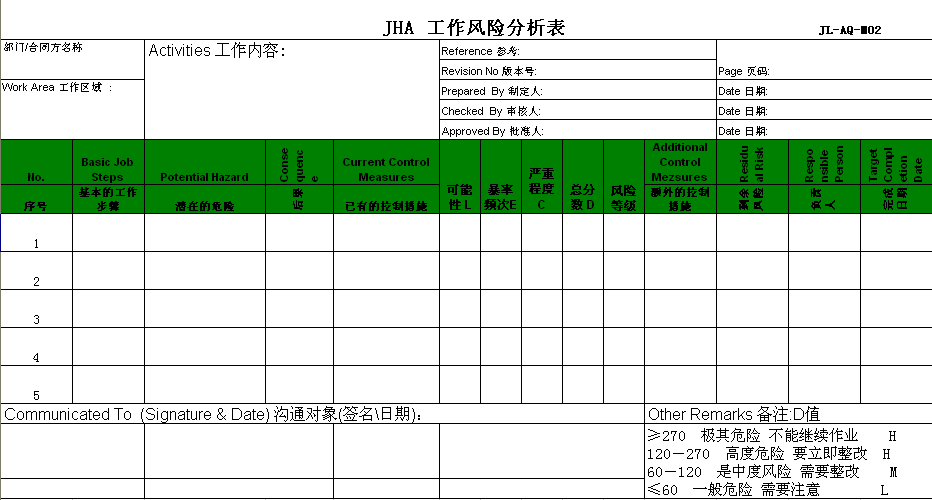 JHA 工作风险分析表
JL-AQ-M02
部门/合同方名称
Activities 工作内容:
Reference 参考:
Revision No 版本号:
Page 页码:
Work Area 工作区域 :
Prepared By 制定人:
Date 日期:
Checked By 审核人:
Date 日期:
Approved By 批准人:
Date 日期:
No.
Basic Job
Steps
Potential Hazard
Conse
quenc
e
Current Control
Measures
Additional
Control
Mezsures
Residu
al Risk
Respo
nsible
Person
Target
Compl
etion
Date
序号
基本的工作
步骤
潜在的危险
后果
已有的控制措施
可能
性 L
暴率
频次E
严重
程度
C
总分
数 D
风险
等级
额外的控制
措施
剩余
风险
负责
人
完成
日期
1
2
3
4
5
Communicated To (Signature & Date) 沟通对象(签名\日期):
Other Remarks 备注:D值
≥270 极其危险 不能继续作业 H
120-270 高度危险 要立即整改 H
60-120 是中度风险 需要整改 M
≤60 一般危险 需要注意 L